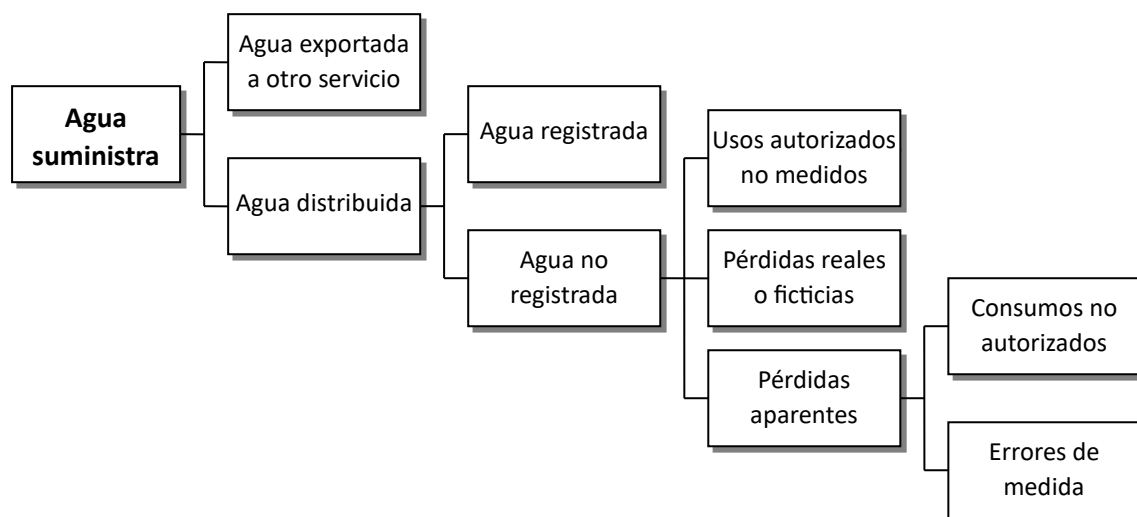 Agua exportada
a otro servicio
Agua
suministra
Agua registrada
Usos autorizados
no medidos
Agua distribuida
Agua no
registrada
Pérdidas reales
o ficticias
Consumos no
autorizados
Pérdidas
aparentes
Errores de
medida